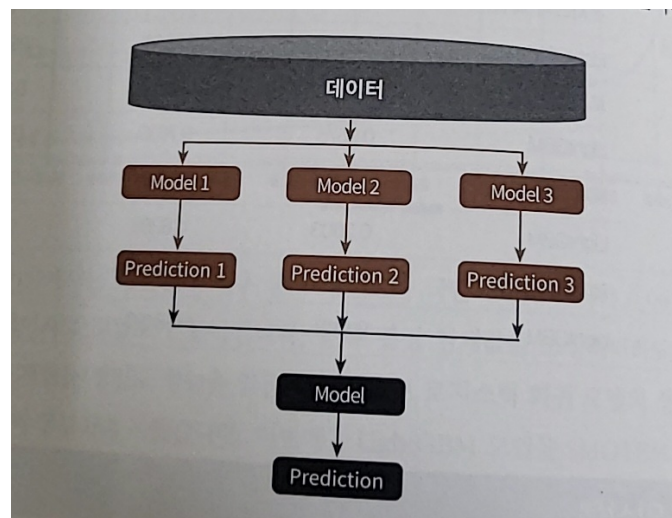 데이터
Model 1
Model 2
Model 3
Prediction 1
Prediction 2
Prediction 3
Model
Prediction